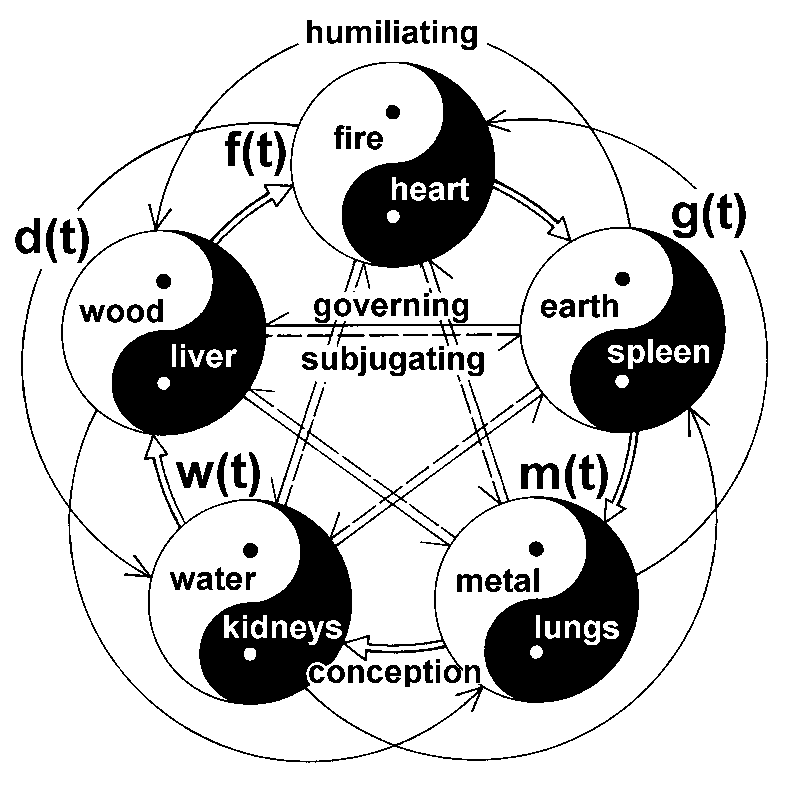 humiliating
f(t)
fire
heart
d(t)
g(t)
wood
liver
governing
subjugating
earth
spleen
w(t)
m(t)
water
kidneys
metal
lungs
conception